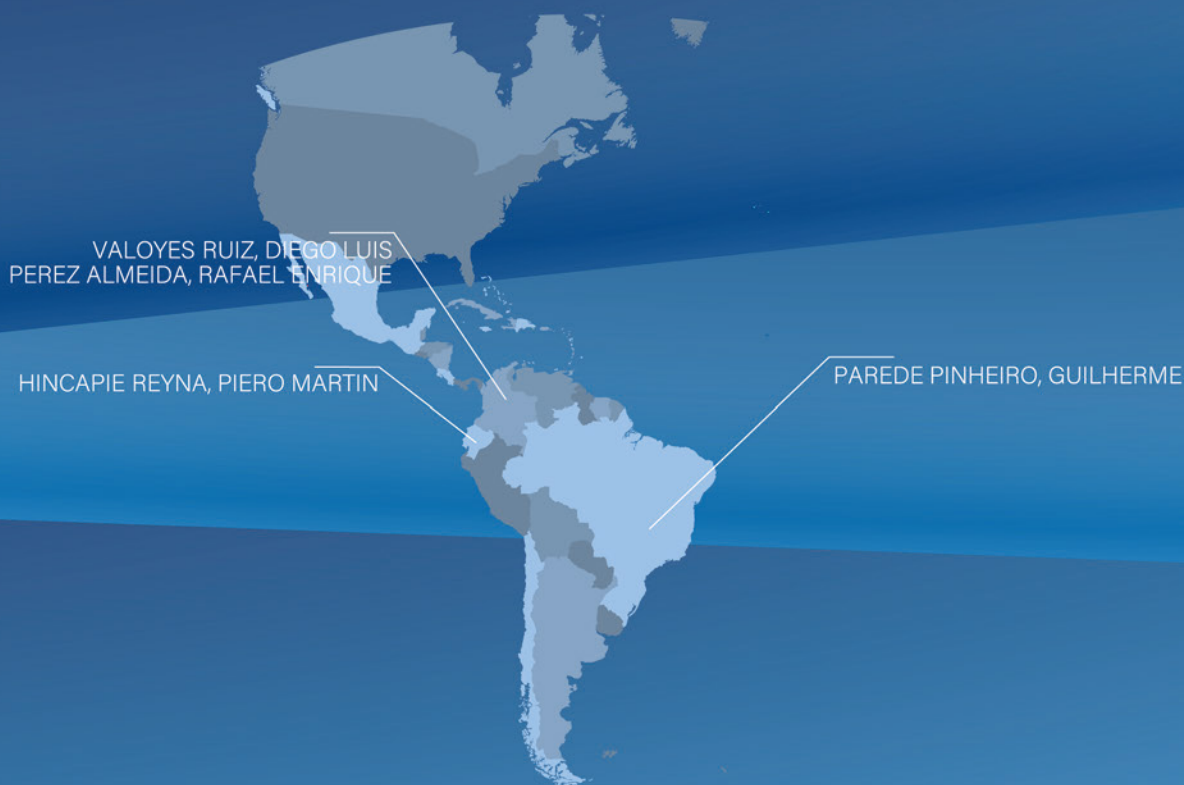 VALOYES RUIZ, DIEGO LUIS
PEREZ ALMEIDA, RAFAEL ENRIQUE
HINCAPIE REYNA, PIERO MARTIN
PAREDE PINHEIRO, GUILHERME